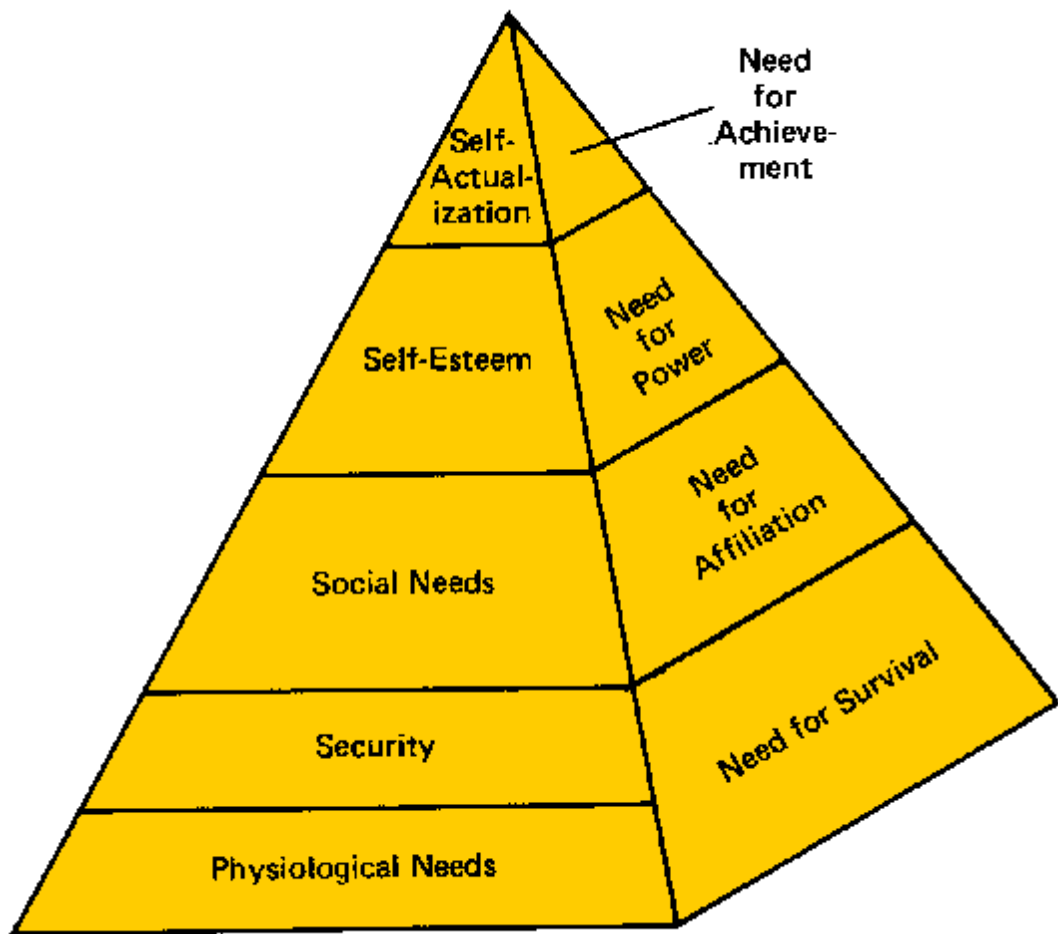 Need
for
Achieve-
ment
Self-
Actual-
ization
Need
for
Power
Self-Esteem
Need
for
Affiliation
Social Needs
Need for Survival
Security
Physiological Needs